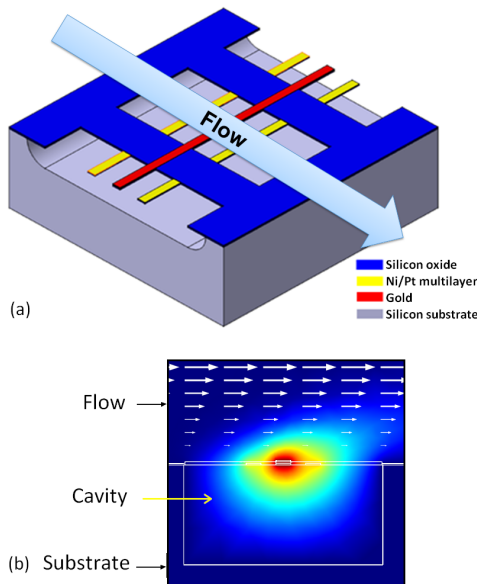 Flow
Silicon oxide
Ni/Pt multilayer
Gold
Silicon substrate
(a)
Flow
Cavity
(b)
Substrate